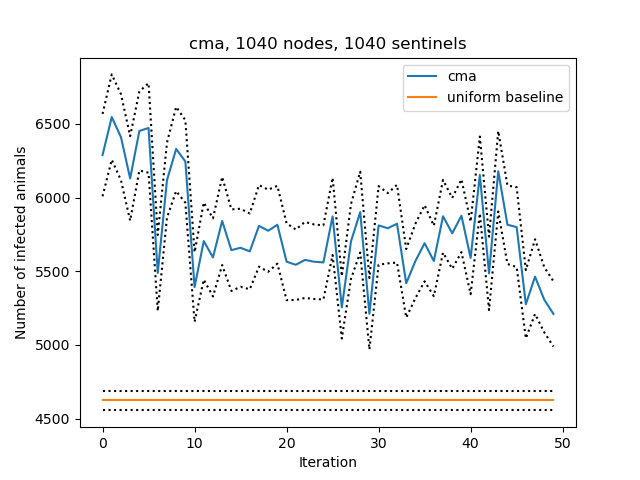 cma, 1040 nodes, 1040 sentinels
cma
uniform baseline
Number of infected animals
6500
6000
5500
5000
4500
0 10 20 30 40 50
Iteration